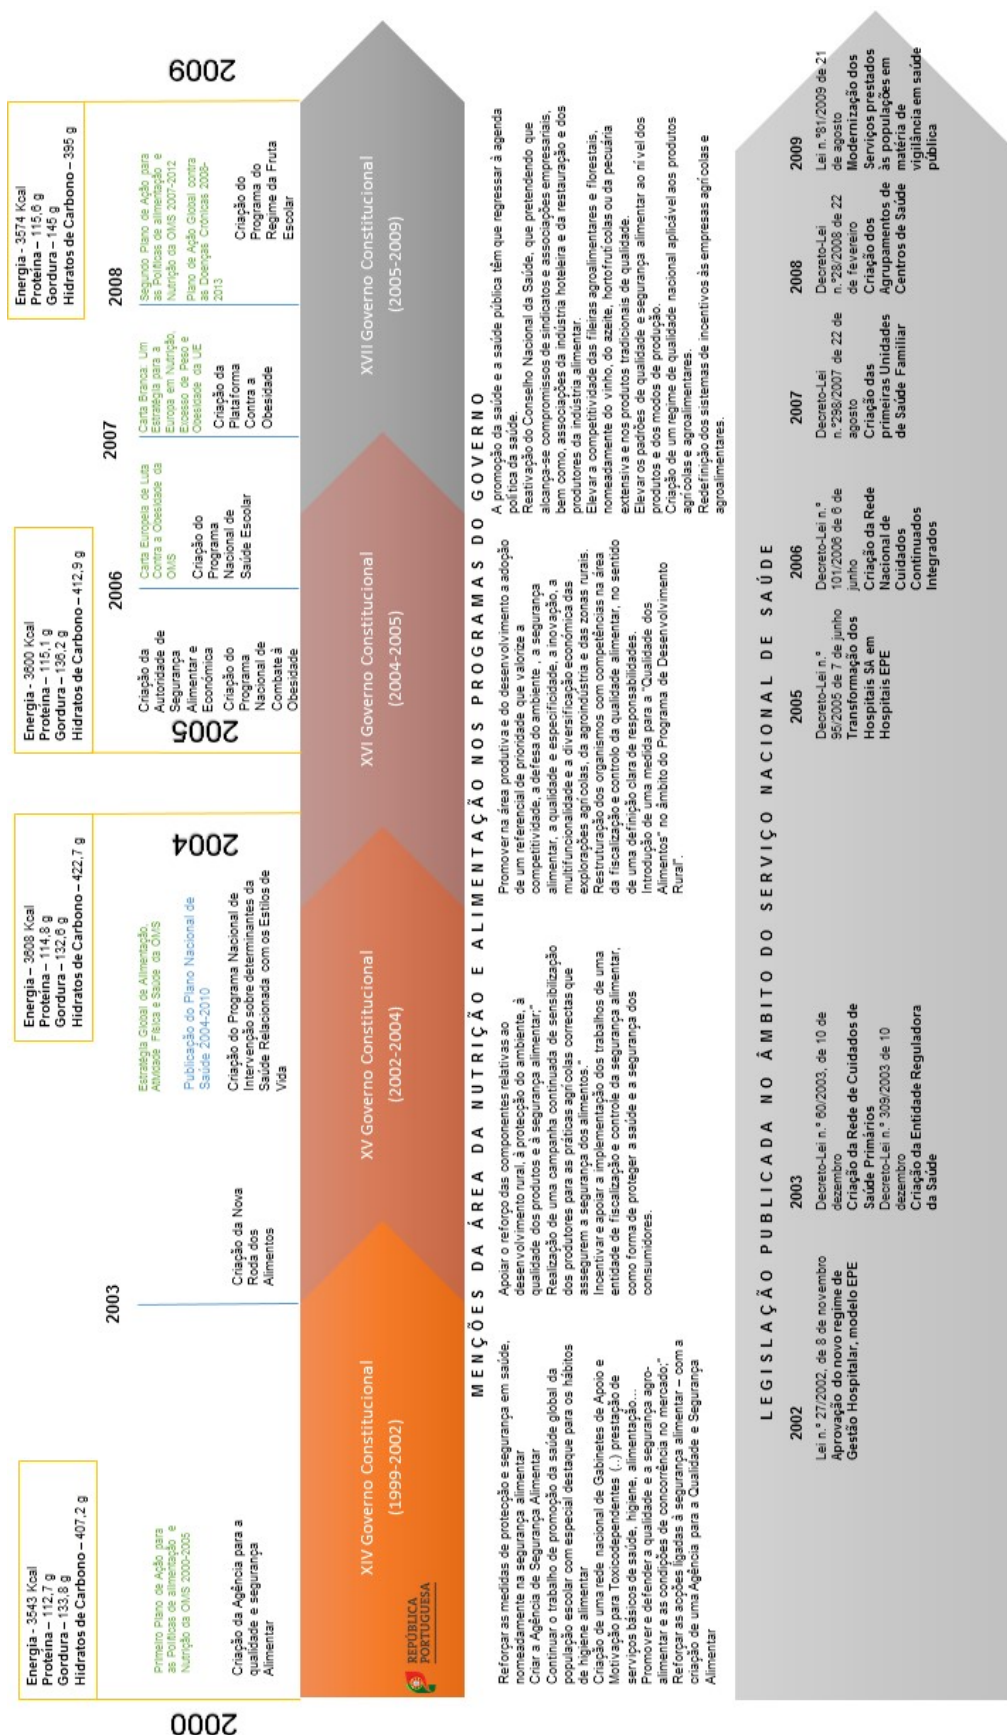 Energia - 3543 Kcal
Proteína – 112,7 g
Gordura – 133,8 g
Hidratos de Carbono – 407,2 g
Energia – 3608 Kcal
Proteína – 114,8 g
Gordura – 132,6 g
Hidratos de Carbono – 422,7 g
Energia - 3600 Kcal
Proteína – 115,1 g
Gordura – 136,2 g
Hidratos de Carbono – 412,9 g
Energia - 3574 Kcal
Proteína – 115,6 g
Gordura – 145 g
Hidratos de Carbono – 395 g
2000
Primeiro Plano de Ação para
as Políticas de alimentação e
Nutrição da OMS 2000-2005
Criação da Agência para a
qualidade e segurança
Alimentar
2003
Criação da Nova
Roda dos
Alimentos
2004
Estratégia Global de Alimentação,
Atividade Física e Saúde da OMS
Publicação do Plano Nacional de
Saúde 2004-2010
Criação do Programa Nacional de
Intervenção sobre determinantes da
Saúde Relacionada com os Estilos de
Vida
2005
Criação da
Autoridade de
Segurança
Alimentar e
Económica
Criação do
Programa
Nacional de
Combate à
Obesidade
2006
Carta Europeia de Luta
Contra a Obesidade da
OMS
Criação do
Programa
Nacional de
Saúde Escolar
2007
Carta Branca: Um
Estratégia para a
Europa em Nutrição,
Excesso de Peso e
Obesidade da UE
Criação da
Plataforma
Contra a
Obesidade
2008
Segundo Plano de Ação para
as Políticas de alimentação e
Nutrição da OMS 2007-2012
Plano de Ação Global contra
as Doenças Crónicas 2008-
2013
Criação do
Programa do
Regime da Fruta
Escolar
2009
REPÚBLICA
PORTUGUESA
XIV Governo Constitucional
(1999-2002)
XV Governo Constitucional
(2002-2004)
XVI Governo Constitucional
(2004-2005)
XVII Governo Constitucional
(2005-2009)
MENÇÕES DA ÁREA DA NUTRIÇÃO E ALIMENTAÇÃO NOS PROGRAMAS DO GOVERNO
Reforçar as medidas de protecção e segurança em saúde,
nomeadamente na segurança alimentar
Criar a Agência de Segurança Alimentar
Continuar o trabalho de promoção da saúde global da
população escolar com especial destaque para os hábitos
de higiene alimentar
Criação de uma rede nacional de Gabinetes de Apoio e
Motivação para Toxicodependentes (..) prestação de
serviços básicos de saúde, higiene, alimentação...
Promover e defender a qualidade e a segurança agro-
alimentar e as condições de concorrência no mercado;"
Reforçar as acções ligadas à segurança alimentar – com a
criação de uma Agência para a Qualidade e Segurança
Alimentar
Apoiar o reforço das componentes relativas ao
desenvolvimento rural, à protecção do ambiente, à
qualidade dos produtos e à segurança alimentar;"
Realização de uma campanha continuada de sensibilização
dos produtores para as práticas agrícolas correctas que
assegurem a segurança dos alimentos."
Incentivar e apoiar a implementação dos trabalhos de uma
entidade de fiscalização e controle da segurança alimentar,
como forma de proteger a saúde e a segurança dos
consumidores.
Promover na área produtiva e do desenvolvimento a adoção
de um referencial de prioridade que valorize a
competitividade, a defesa do ambiente , a segurança
alimentar, a qualidade e especificidade, a inovação, a
multifuncionalidade e a diversificação económica das
explorações agrícolas, da agroindústria e das zonas rurais.
Restruturação dos organismos com competências na área
da fiscalização e controlo da qualidade alimentar, no sentido
de uma definição clara de responsabilidades.
Introdução de uma medida para a "Qualidade dos
Alimentos" no âmbito do Programa de Desenvolvimento
Rural".
A promoção da saúde e a saúde pública têm que regressar à agenda
política da saúde.
Reativação do Conselho Nacional da Saúde, que pretendendo que
alcança-se compromissos de sindicatos e associações empresariais,
bem como, associações da indústria hoteleira e da restauração e dos
produtores da indústria alimentar.
Elevar a competitividade das fileiras agroalimentares e florestais,
nomeadamente do vinho, do azeite, hortofrutícolas ou da pecuária
extensiva e nos produtos tradicionais de qualidade.
Elevar os padrões de qualidade e segurança alimentar ao nível dos
produtos e dos modos de produção.
Criação de um regime de qualidade nacional aplicável aos produtos
agrícolas e agroalimentares.
Redefinição dos sistemas de incentivos às empresas agrícolas e
agroalimentares.
LEGISLAÇÃO PUBLICADA NO ÂMBITO DO SERVIÇO NACIONAL DE SAÚDE
2002
Lei n.º 27/2002, de 8 de novembro
Aprovação do novo regime de
Gestão Hospitalar, modelo EPE
2003
Decreto-Lei n.º 60/2003, de 10 de
dezembro
Criação da Rede de Cuidados de
Saúde Primários
Decreto-Lei n.º 309/2003 de 10
dezembro
Criação da Entidade Reguladora
da Saúde
2005
Decreto-Lei n.º
95/2005 de 7 de junho
Transformação dos
Hospitais SA em
Hospitais EPE
2006
Decreto-Lei n.º
101/2006 de 6 de
junho
Criação da Rede
Nacional de
Cuidados
Continuados
Integrados
2007
Decreto-Lei
n.º298/2007 de 22 de
agosto
Criação das
primeiras Unidades
de Saúde Familiar
2008
Decreto-Lei
n.º28/2008 de 22
de fevereiro
Criação dos
Agrupamentos de
Centros de Saúde
2009
Lei n.º81/2009 de 21
de agosto
Modernização dos
Serviços prestados
às populações em
matéria de
vigilância em saúde
pública